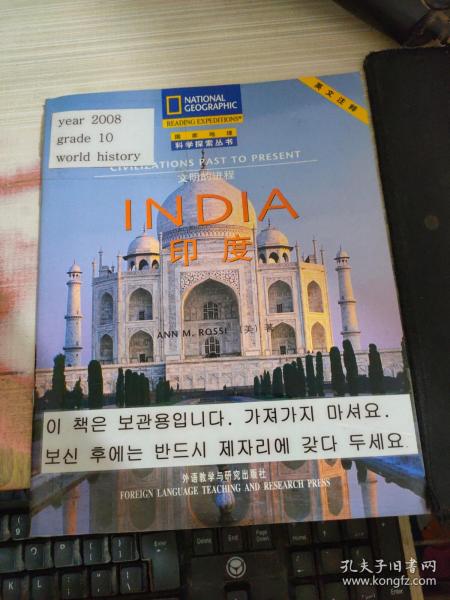 NATIONAL
GEOGRAPHIC
READING EXPEDITIONS®
国家地理
科学探索丛书
英文注释
year 2008
grade 10
world history
CIVILIZATIONS PAST TO PRESENT
文明的进程
INDIA
印度
ANN M. ROSSI (美) 著
이 책은 보관용입니다. 가져가지 마셔요.
보신 후에는 반드시 제자리에 갖다 두세요.
外语教学与研究出版社
FOREIGN LANGUAGE TEACHING AND RESEARCH PRESS
Delete
End
Page
Down
孔夫子旧书网
www.kongfz.com